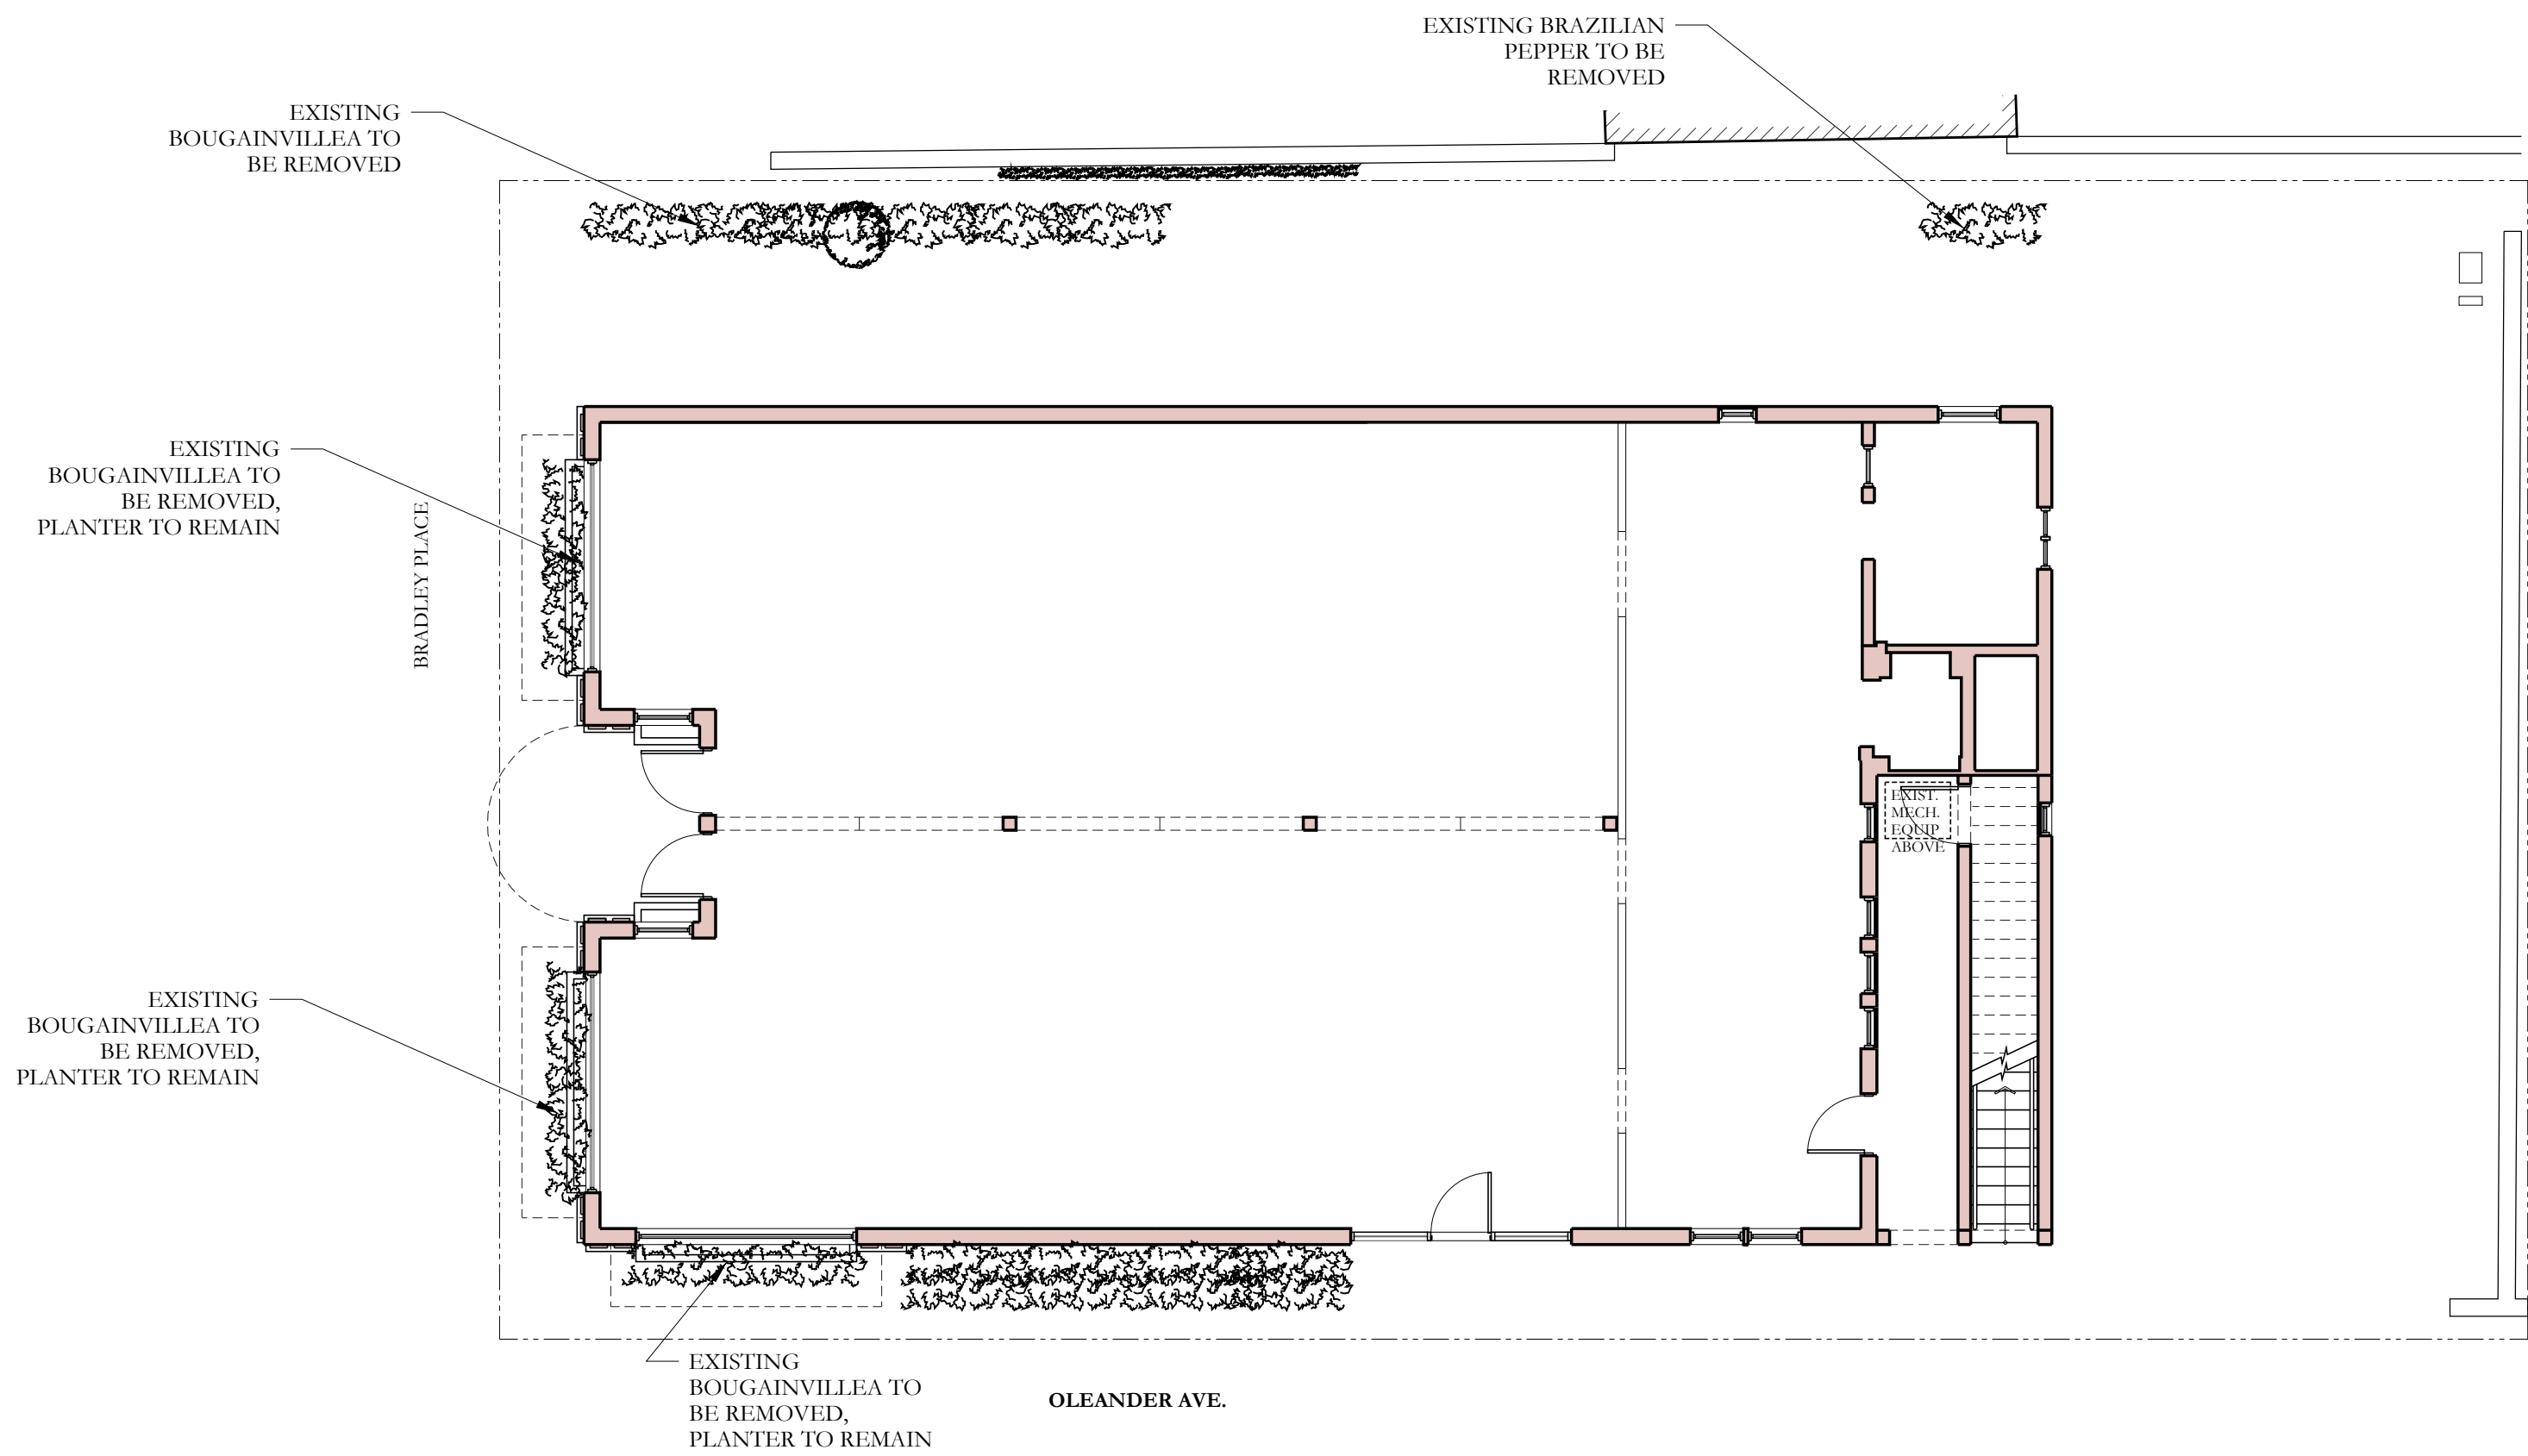 EXISTING BRAZILIAN
PEPPER TO BE
REMOVED
EXISTING
BOUGAINVILLEA TO
BE REMOVED
EXISTING
BOUGAINVILLEA TO
BE REMOVED,
PLANTER TO REMAIN
BRADLEY PLACE
EXIST.
MECH.
EQUIP
ABOVE
EXISTING
BOUGAINVILLEA TO
BE REMOVED,
PLANTER TO REMAIN
EXISTING
BOUGAINVILLEA TO
BE REMOVED,
PLANTER TO REMAIN
OLEANDER AVE.